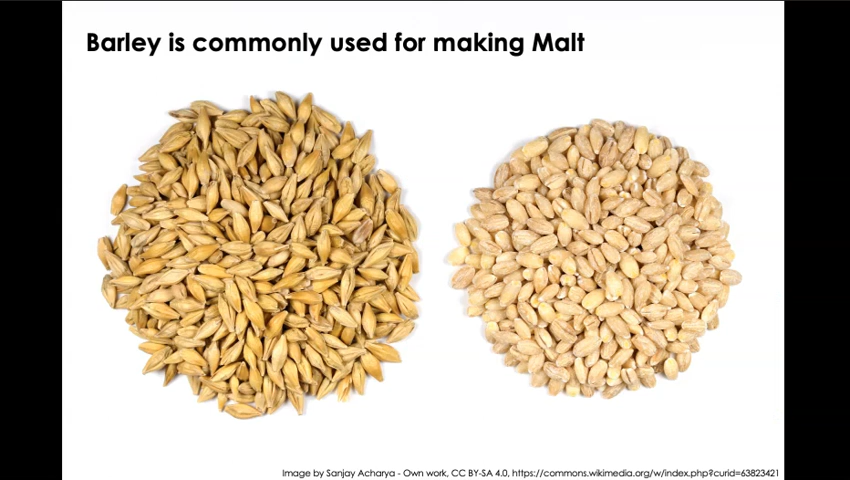 Barley is commonly used for making Malt
Image by Sanjay Acharya - Own work, CC BY-SA 4.0, https://commons.wikimedia.org/w/index.php?curid=63823421